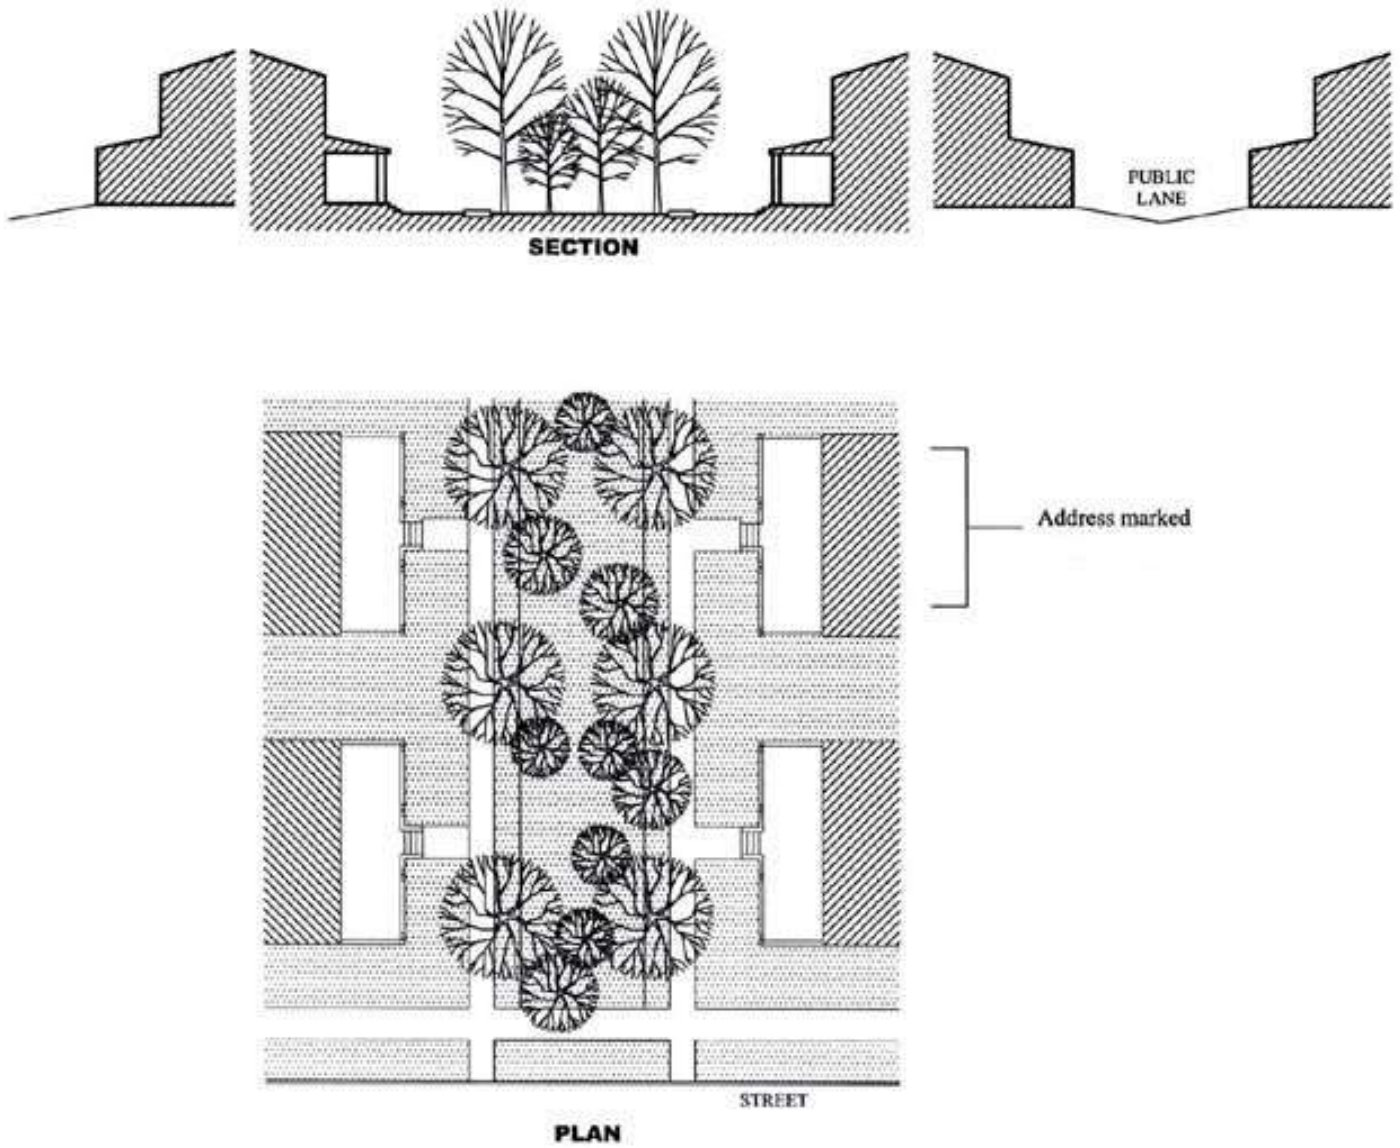 PUBLIC
LANE
SECTION
Address marked
STREET
PLAN